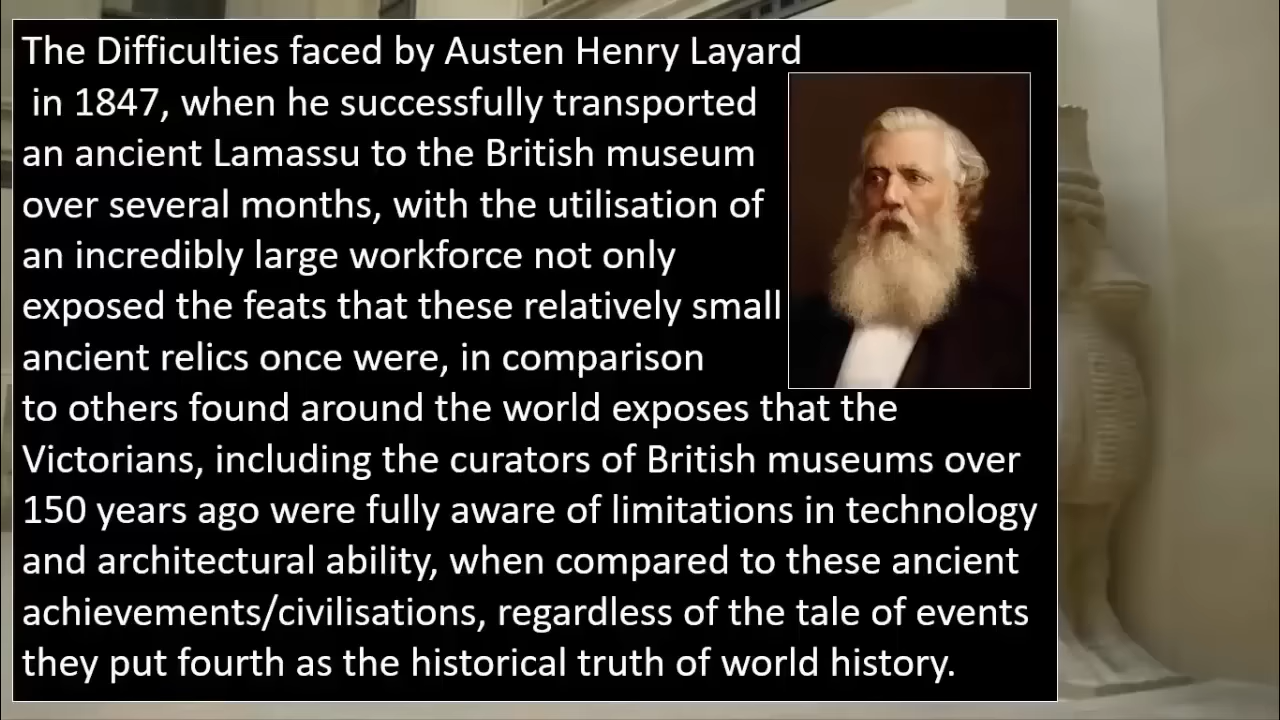 The Difficulties faced by Austen Henry Layard
in 1847, when he successfully transported
an ancient Lamassu to the British museum
over several months, with the utilisation of
an incredibly large workforce not only
exposed the feats that these relatively small
ancient relics once were, in comparison
to others found around the world exposes that the
Victorians, including the curators of British museums over
150 years ago were fully aware of limitations in technology
and architectural ability, when compared to these ancient
achievements/civilisations, regardless of the tale of events
they put fourth as the historical truth of world history.